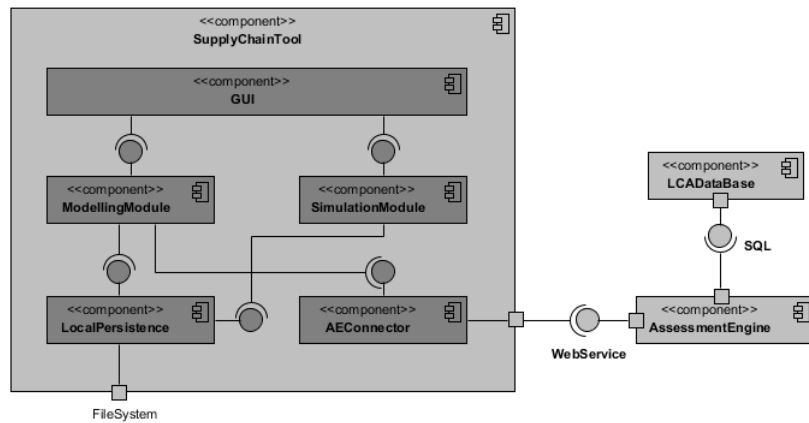 <<component>>
SupplyChainTool
<<component>>
GUI
<<component>>
ModellingModule
<<component>>
SimulationModule
<<component>>
LCADataBase
SQL
<<component>>
LocalPersistence
<<component>>
AEConnector
<<component>>
AssessmentEngine
WebService
FileSystem